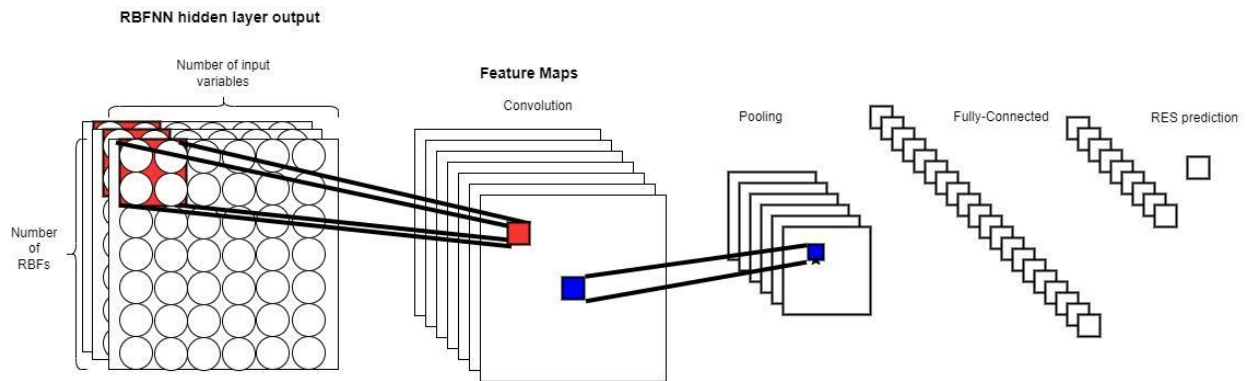 RBFNN hidden layer output
Number of input
variables
Number
of
RBFs
Feature Maps
Convolution
Pooling
Fully-Connected
RES prediction